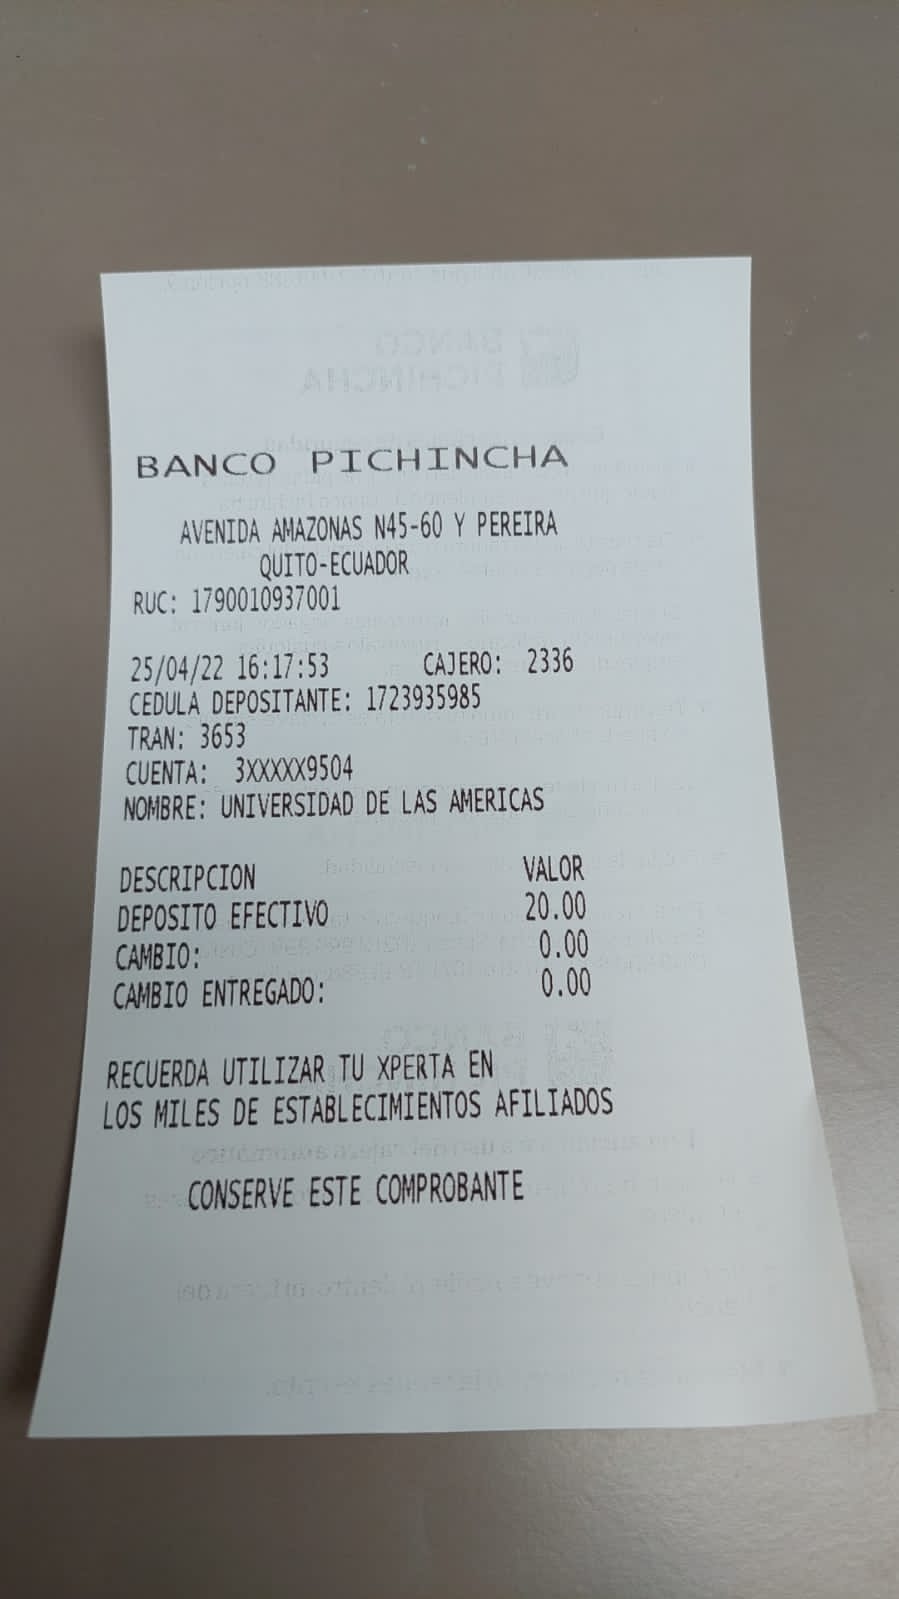 BANCO PICHINCHA
AVENIDA AMAZONAS N45-60 Y PEREIRA
QUITO-ECUADOR
RUC: 1790010937001
25/04/22 16:17:53 CAJERO: 2336
CEDULA DEPOSITANTE: 1723935985
TRAN: 3653
CUENTA: 3XXXXX9504
NOMBRE: UNIVERSIDAD DE LAS AMERICAS
DESCRIPCION VALOR
DEPOSITO EFECTIVO 20.00
CAMBIO: 0.00
CAMBIO ENTREGADO: 0.00
RECUERDA UTILIZAR TU XPERTA EN
LOS MILES DE ESTABLECIMIENTOS AFILIADOS
CONSERVE ESTE COMPROBANTE